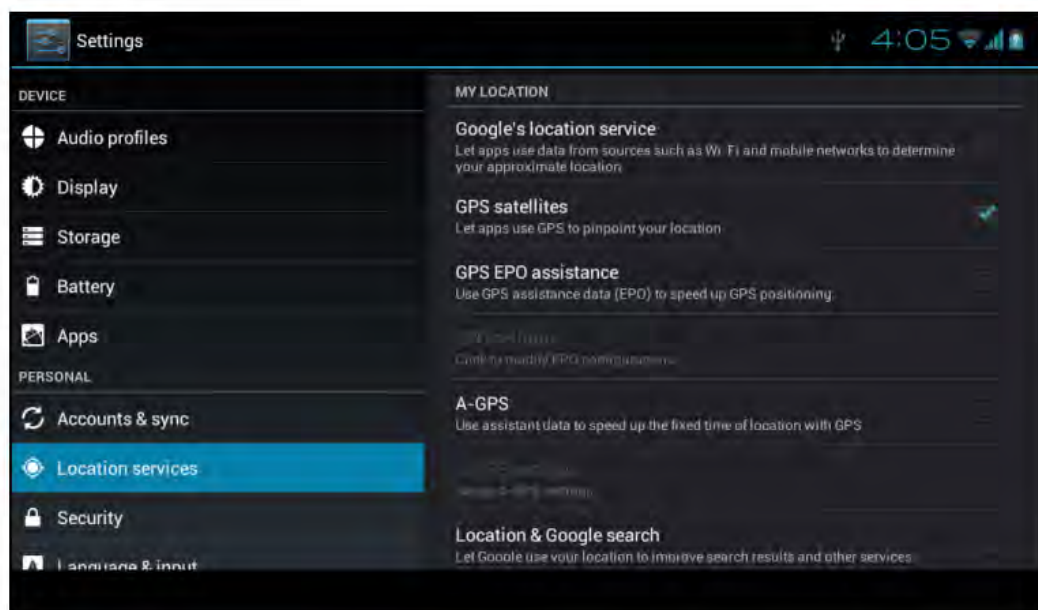 Settings
4:05
DEVICE
Audio profiles
Display
Storage
Battery
Apps
PERSONAL
Accounts & sync
Location services
Security
Language & input
MY LOCATION
Google's location service
Let apps use data from sources such as Wi Fi and mobile networks to determine
your approximate location
GPS satellites
Let apps use GPS to pinpoint your location
GPS EPO assistance
Use GPS assistance data (EPO) to speed up GPS positioning
Click to modify EPO
A-GPS
Use assistant data to speed up the fixed time of location with GPS
Location & Google search
Let Google use your location to improve search results and other services